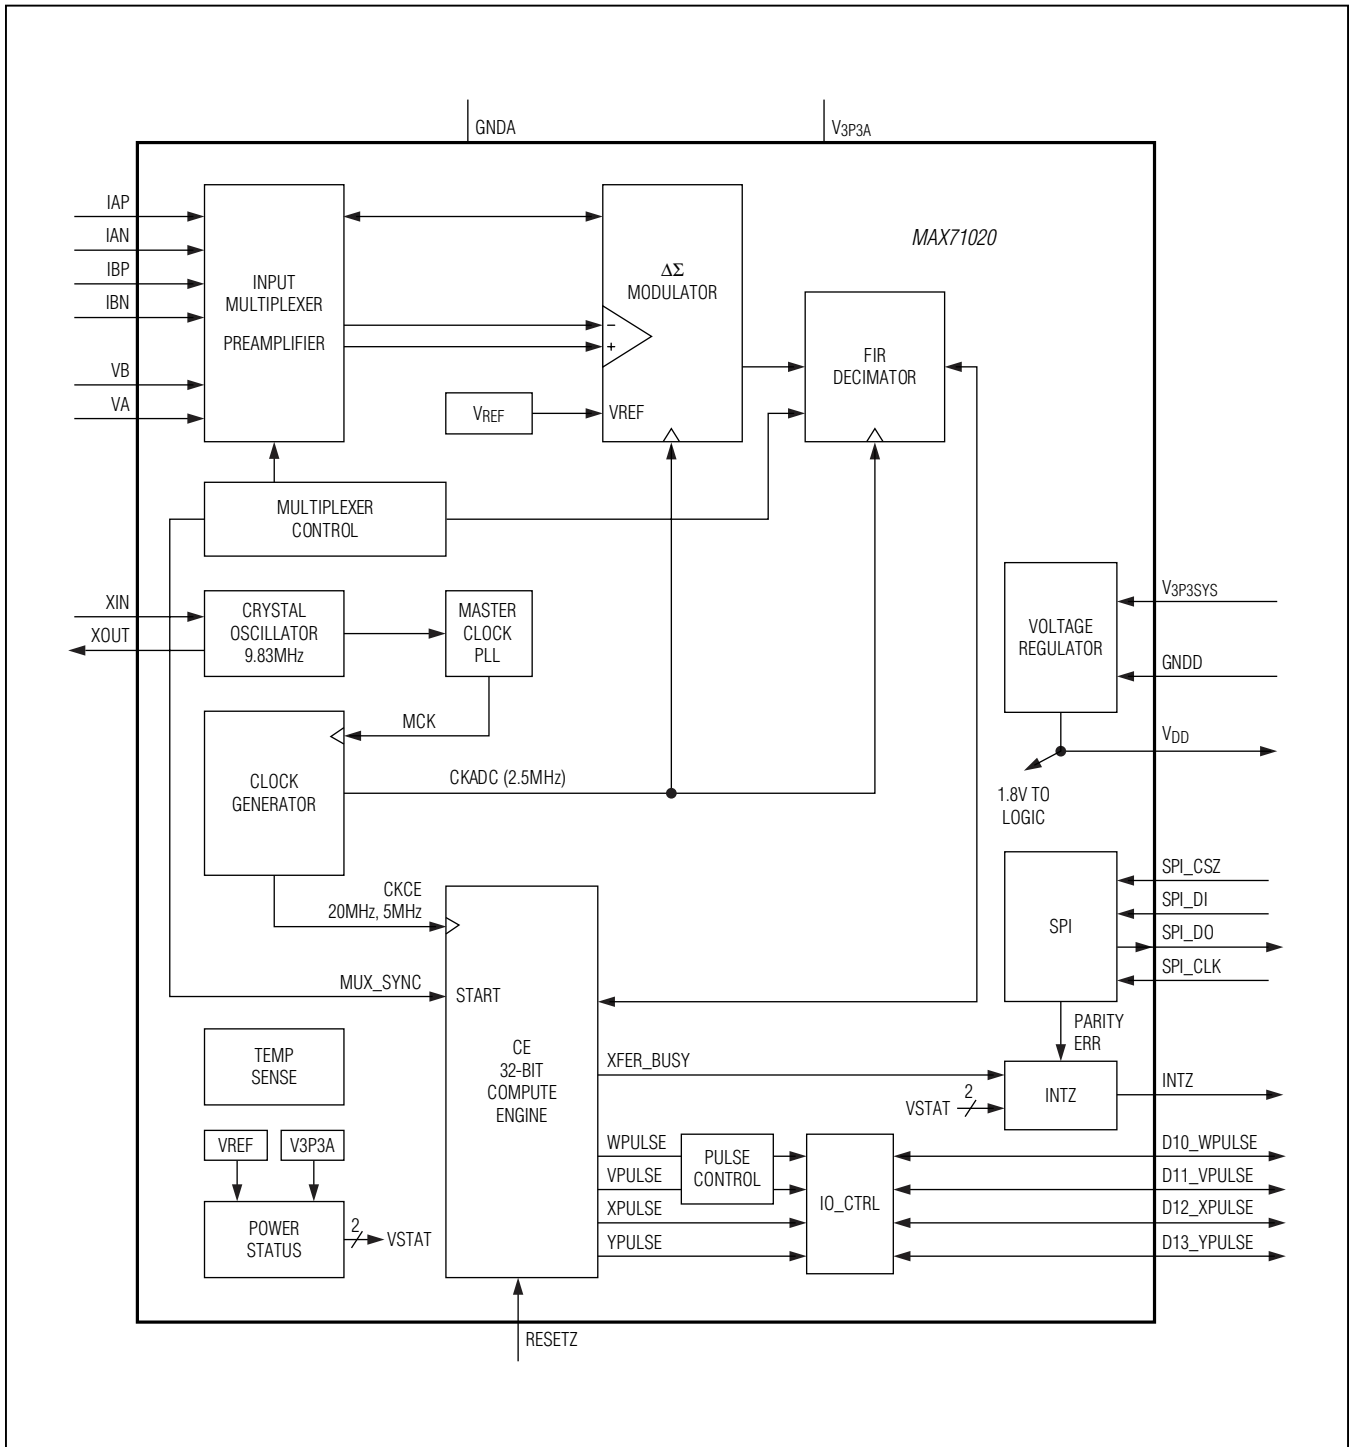 GNDA
V3P3A
MAX71020
IAP
IAN
IBP
IBN
VB
VA
INPUT
MULTIPLEXER
PREAMPLIFIER
ΔΣ
MODULATOR
−
+
VREF
VREF
FIR
DECIMATOR
MULTIPLEXER
CONTROL
XIN
XOUT
CRYSTAL
OSCILLATOR
9.83MHz
MASTER
CLOCK
PLL
VOLTAGE
REGULATOR
V3P3SYS
GNDD
VDD
1.8V TO
LOGIC
MCK
CLOCK
GENERATOR
CKADC (2.5MHz)
CKCE
20MHz, 5MHz
MUX_SYNC
START
CE
32-BIT
COMPUTE
ENGINE
SPI
SPI_CSZ
SPI_DI
SPI_DO
SPI_CLK
PARITY
ERR
TEMP
SENSE
XFER_BUSY
VSTAT
2
INTZ
INTZ
VREF
V3P3A
POWER
STATUS
2
VSTAT
WPULSE
VPULSE
XPULSE
YPULSE
PULSE
CONTROL
IO_CTRL
D10_WPULSE
D11_VPULSE
D12_XPULSE
D13_YPULSE
RESETZ